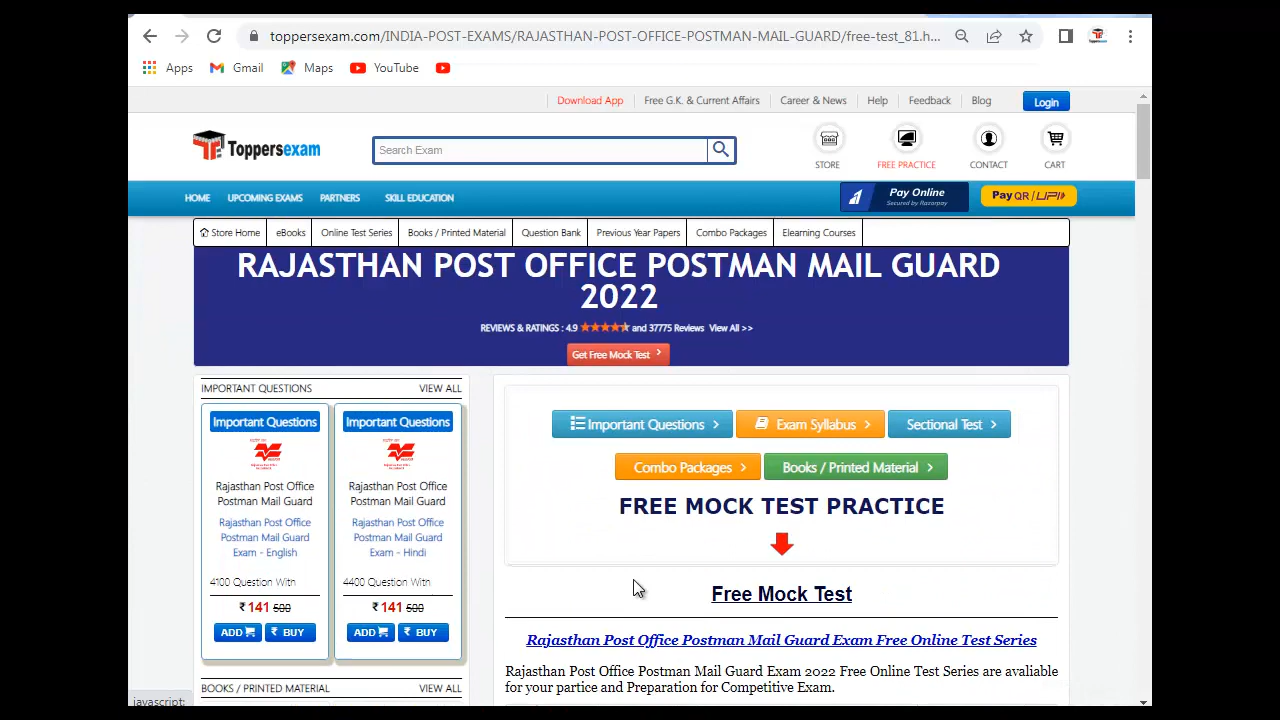 toppersexam.com/INDIA-POST-EXAMS/RAJASTHAN-POST-OFFICE-POSTMAN-MAIL-GUARD/free-test_81.h...
Apps Gmail Maps YouTube
Download App Free G.K. & Current Affairs Career & News Help Feedback Blog Login
Toppersexam
Search Exam
STORE FREE PRACTICE CONTACT CART
HOME UPCOMING EXAMS PARTNERS SKILL EDUCATION
Pay Online
Secured by Razorpay
Pay QR/UPI
Store Home eBooks Online Test Series Books / Printed Material Question Bank Previous Year Papers Combo Packages Elearning Courses
RAJASTHAN POST OFFICE POSTMAN MAIL GUARD
2022
REVIEWS & RATINGS : 4.9 and 37775 Reviews View All >>
Get Free Mock Test
IMPORTANT QUESTIONS VIEW ALL
Important Questions
Rajasthan Post Office
Postman Mail Guard
Rajasthan Post Office
Postman Mail Guard
Exam - English
4100 Question With
₹ 141 500
ADD ₹ BUY
Important Questions
Rajasthan Post Office
Postman Mail Guard
Rajasthan Post Office
Postman Mail Guard
Exam - Hindi
4400 Question With
₹ 141 500
ADD ₹ BUY
BOOKS / PRINTED MATERIAL VIEW ALL
Important Questions Exam Syllabus Sectional Test
Combo Packages Books / Printed Material
FREE MOCK TEST PRACTICE
Free Mock Test
Rajasthan Post Office Postman Mail Guard Exam Free Online Test Series
Rajasthan Post Office Postman Mail Guard Exam 2022 Free Online Test Series are avaliable
for your partice and Preparation for Competitive Exam.
javascript: